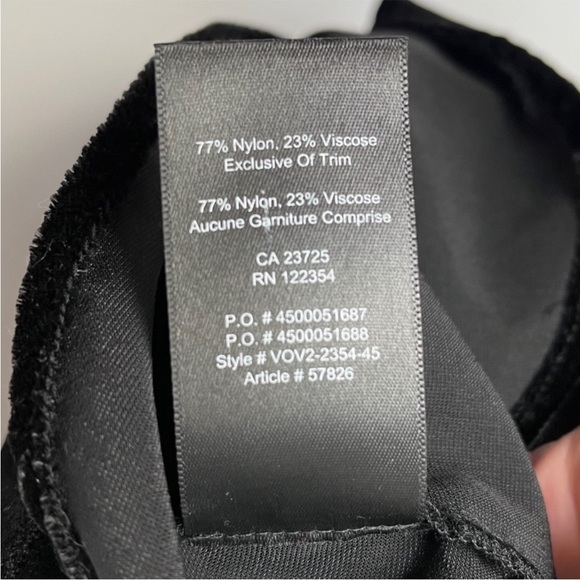 77% Nylon, 23% Viscose
Exclusive Of Trim
77% Nylon, 23% Viscose
Aucune Garniture Comprise
CA 23725
RN 122354
P.O. # 4500051687
P.O. # 4500051688
Style # VOV2-2354-45
Article # 57826